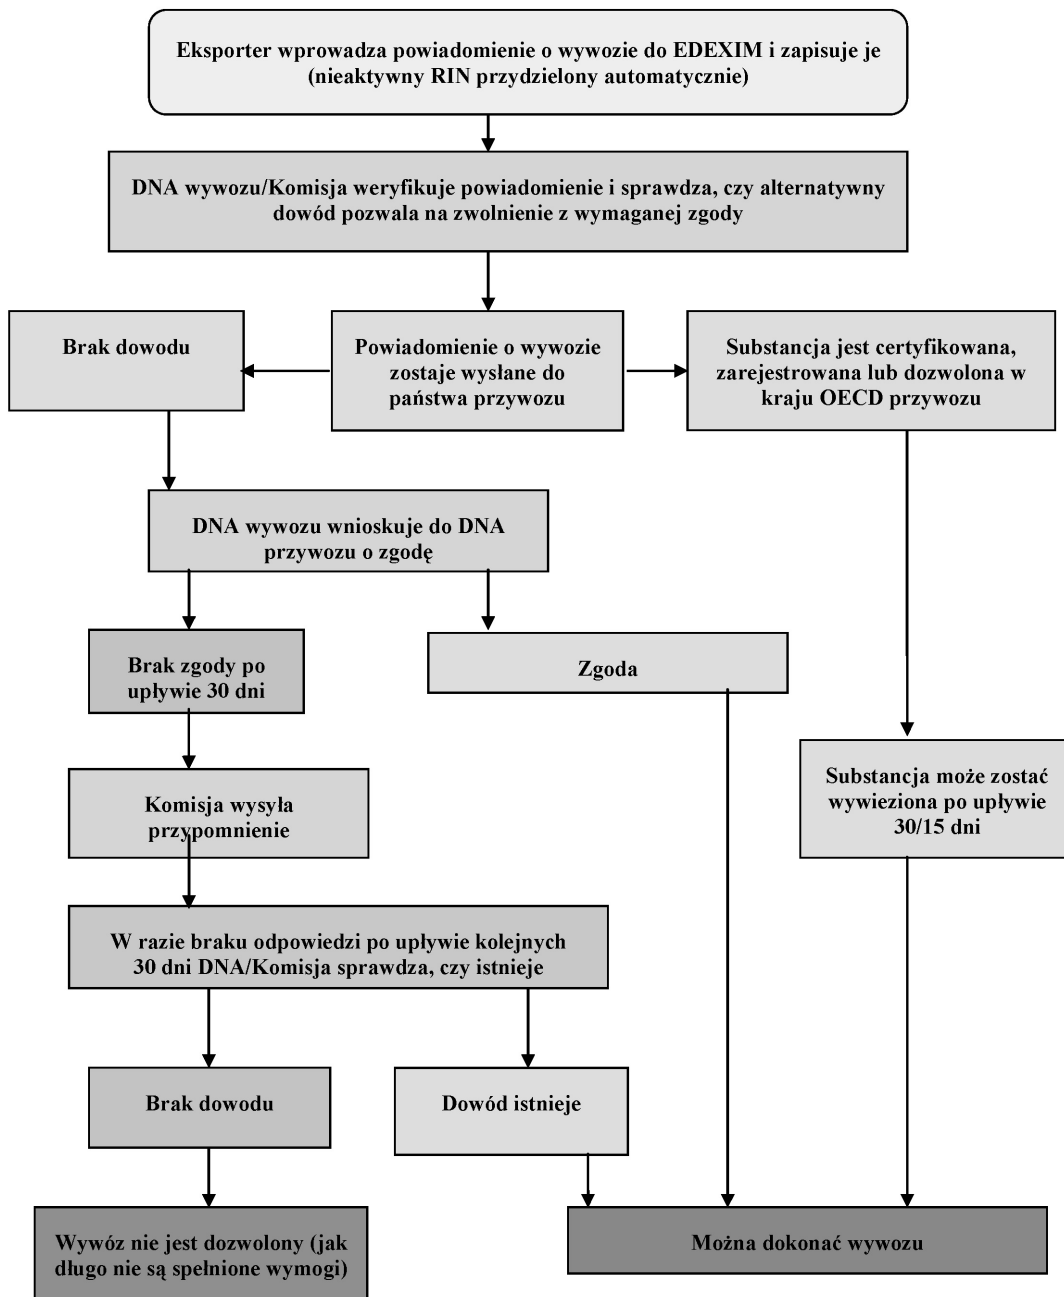 Eksporter wprowadza powiadomienie o wywozie do EDEXIM i zapisuje je
(nieaktywny RIN przydzielony automatycznie)
DNA wywozu/Komisja weryfikuje powiadomienie i sprawdza, czy alternatywny
dowód pozwala na zwolnienie z wymaganej zgody
Brak dowodu
Powiadomienie o wywozie
zostaje wysłane do
państwa przywozu
Substancja jest certyfikowana,
zarejestrowana lub dozwolona w
kraju OECD przywozu
DNA wywozu wnioskuje do DNA
przywozu o zgodę
Brak zgody po
upływie 30 dni
Zgoda
Komisja wysyła
przypomnienie
Substancja może zostać
wywieziona po upływie
30/15 dni
W razie braku odpowiedzi po upływie kolejnych
30 dni DNA/Komisja sprawdza, czy istnieje
Brak dowodu
Dowód istnieje
Wywóz nie jest dozwolony (jak
długo nie są spełnione wymogi)
Można dokonać wywozu